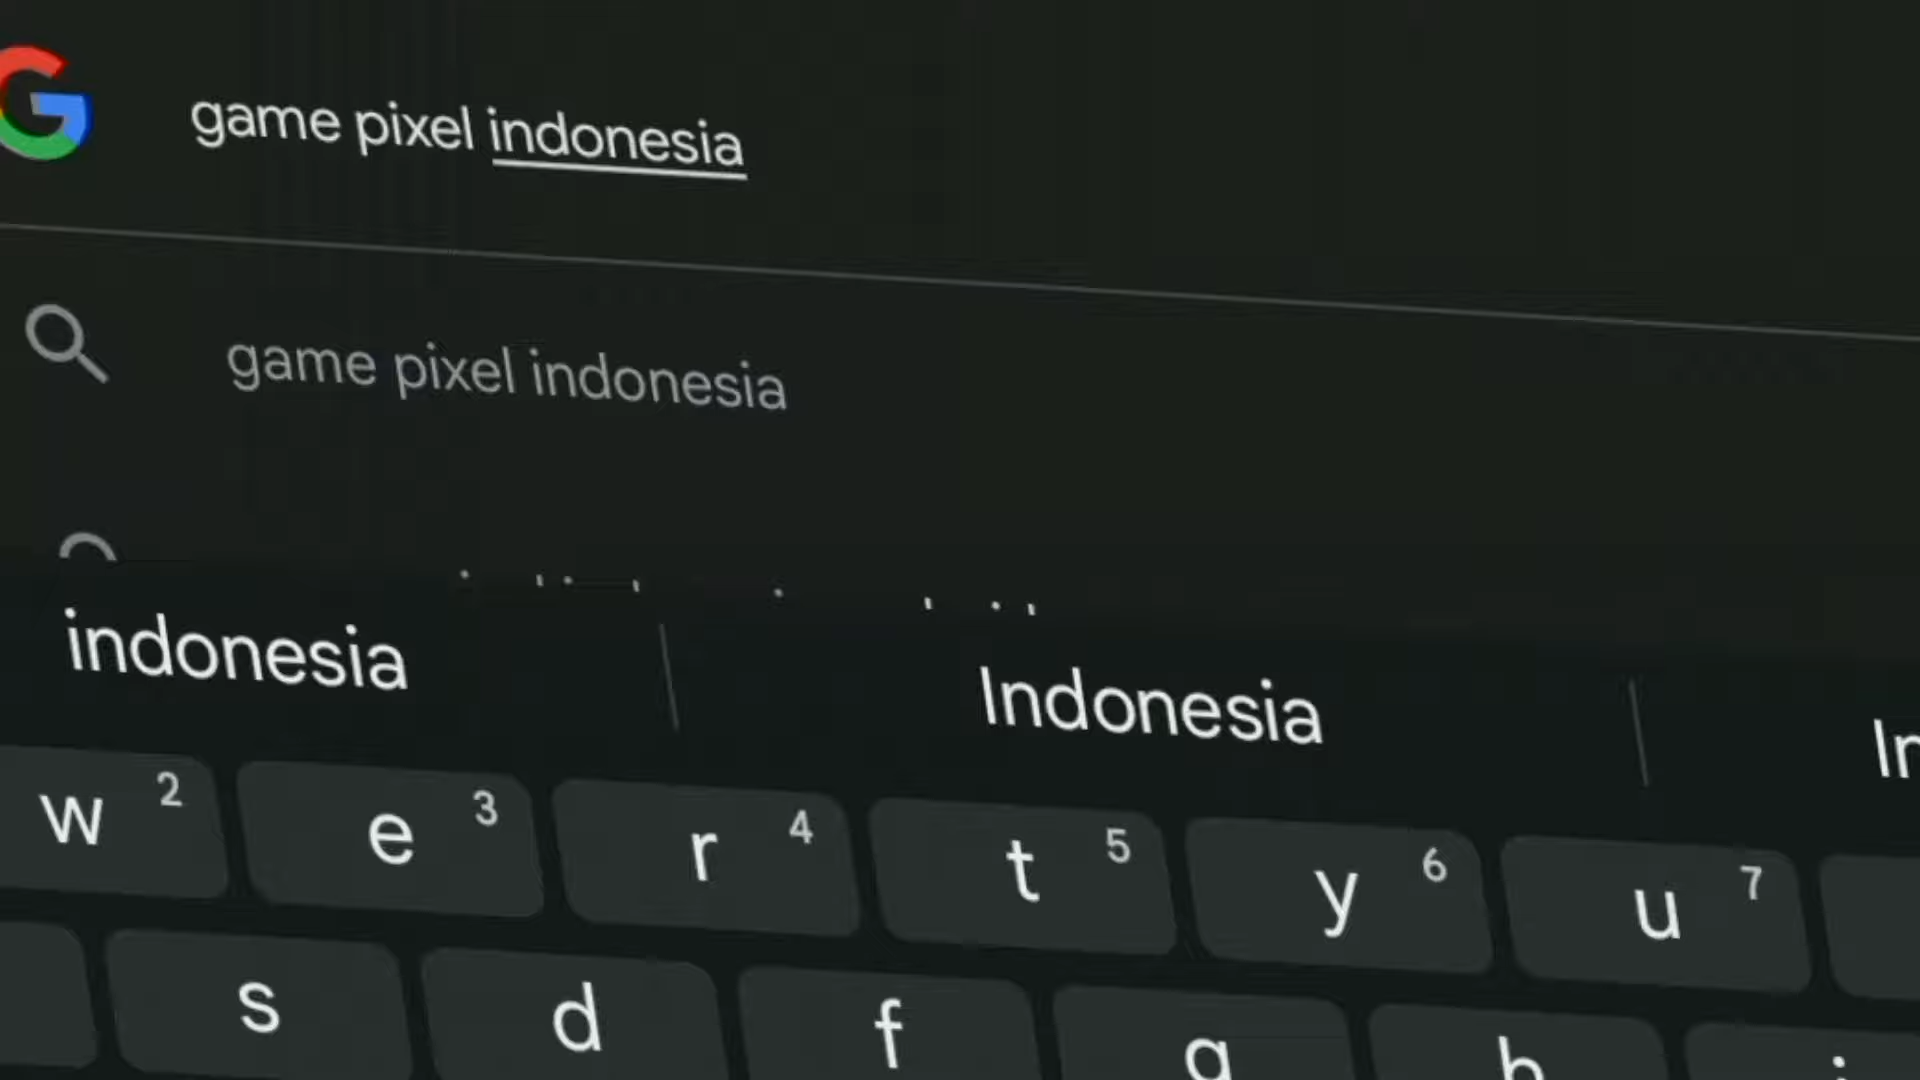 game pixel indonesia
game pixel indonesia
indonesia Indonesia
w 2 e 3 r 4 t 5 y 6 u 7
s d f g h j